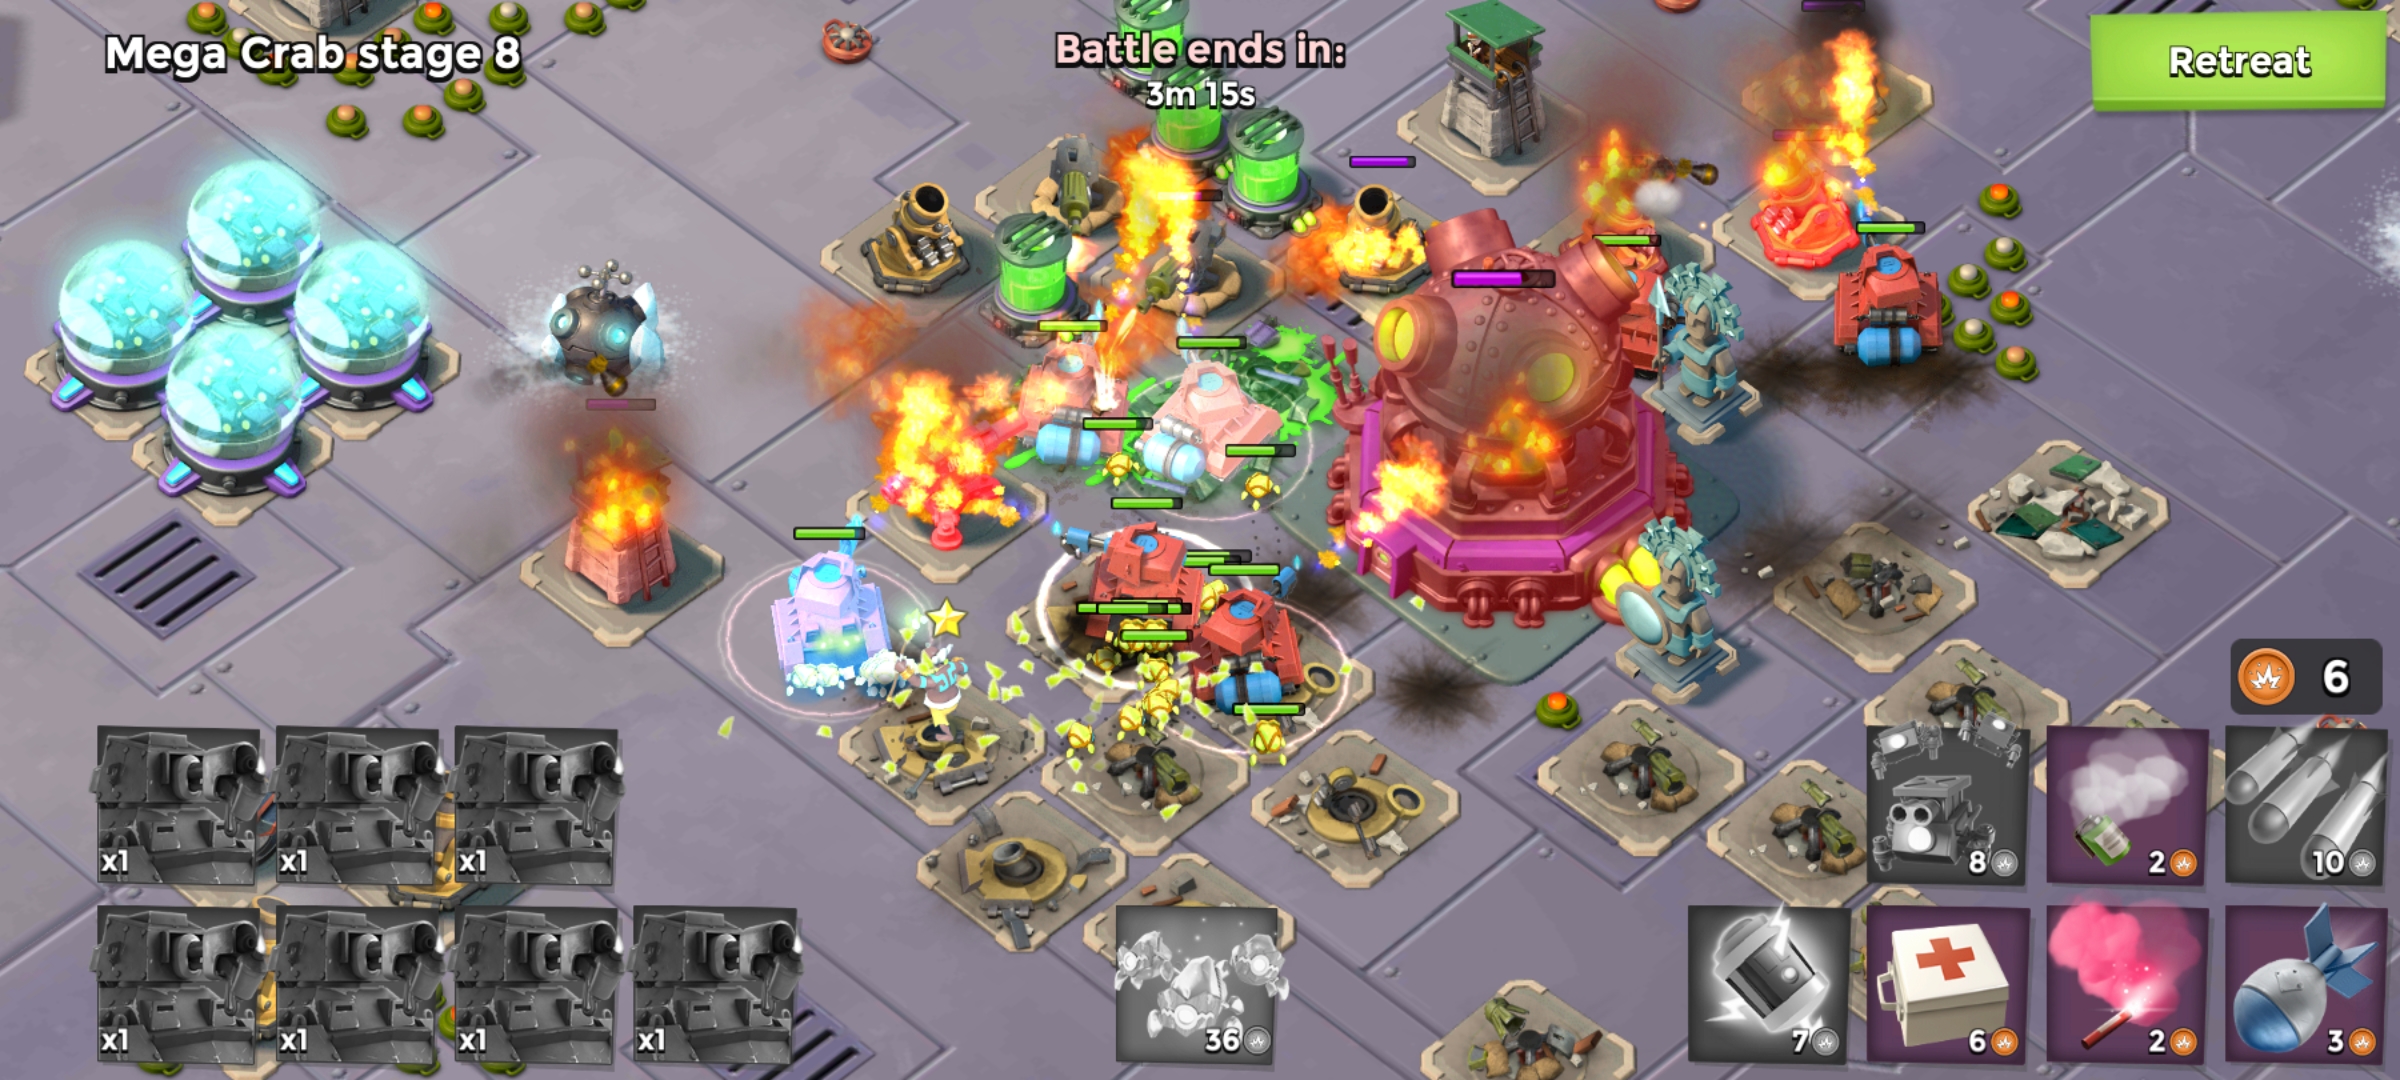 Mega Crab stage 8
Battle ends in:
3m 15s
Retreat
6
8
2
10
x1
x1
x1
x1
x1
x1
x1
36
7
6
2
3